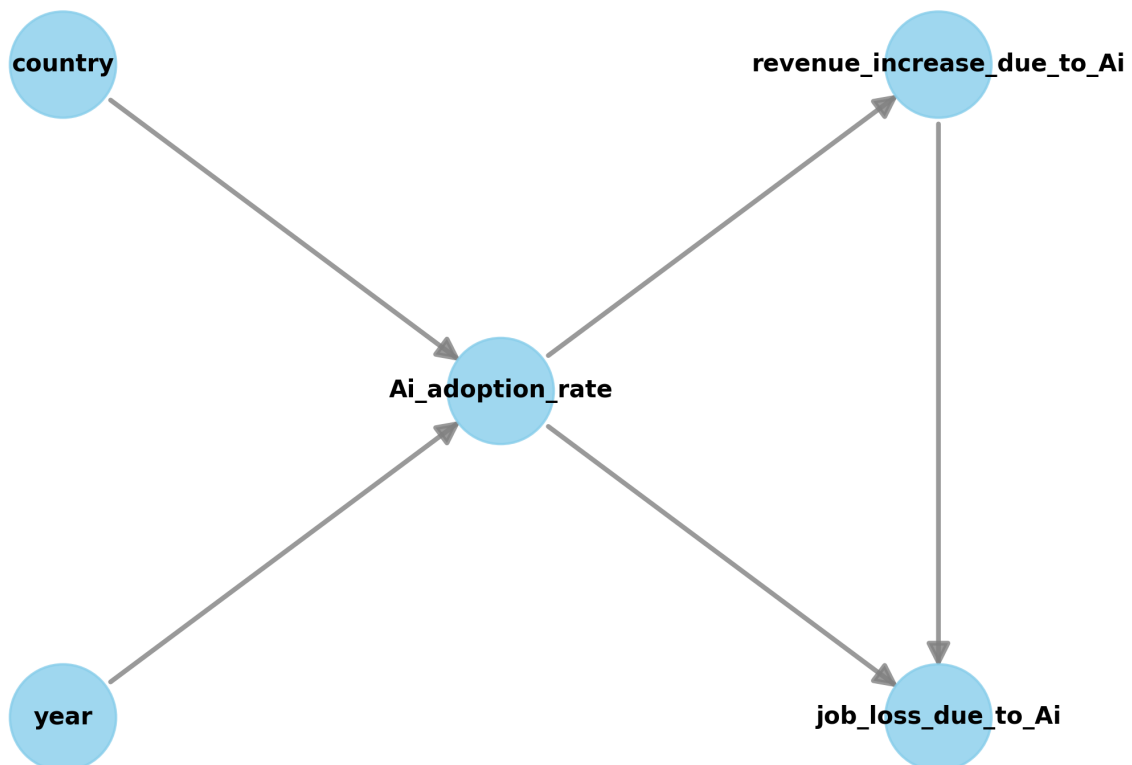 country
revenue_increase_due_to_Ai
Ai_adoption_rate
year
job_loss_due_to_Ai